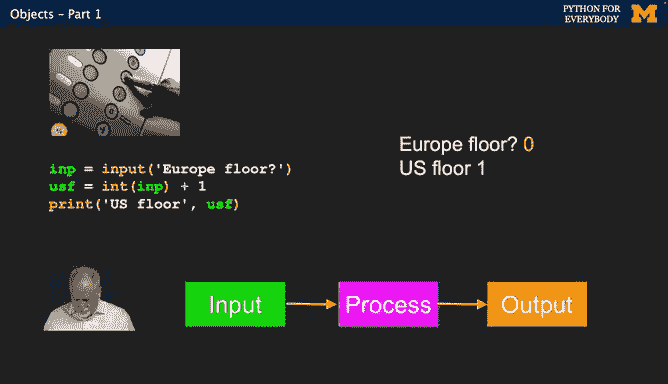 Objects – Part 1
PYTHON FOR
EVERYBODY
M
inp = input('Europe floor?')
usf = int(inp) + 1
print('US floor', usf)
Europe floor? 0
US floor 1
Input
Process
Output